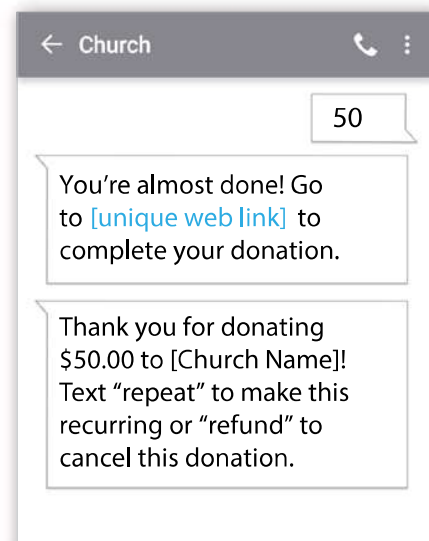 Church
50
You’re almost done! Go
to [unique web link] to
complete your donation.
Thank you for donating
$50.00 to [Church Name]!
Text “repeat” to make this
recurring or “refund” to
cancel this donation.